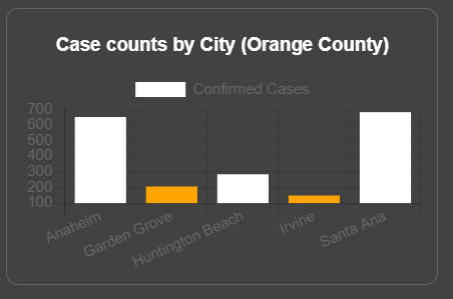 Case counts by City (Orange County)
Confirmed Cases
700
600
500
400
300
200
100
Anaheim
Garden Grove
Huntington Beach
Irvine
Santa Ana